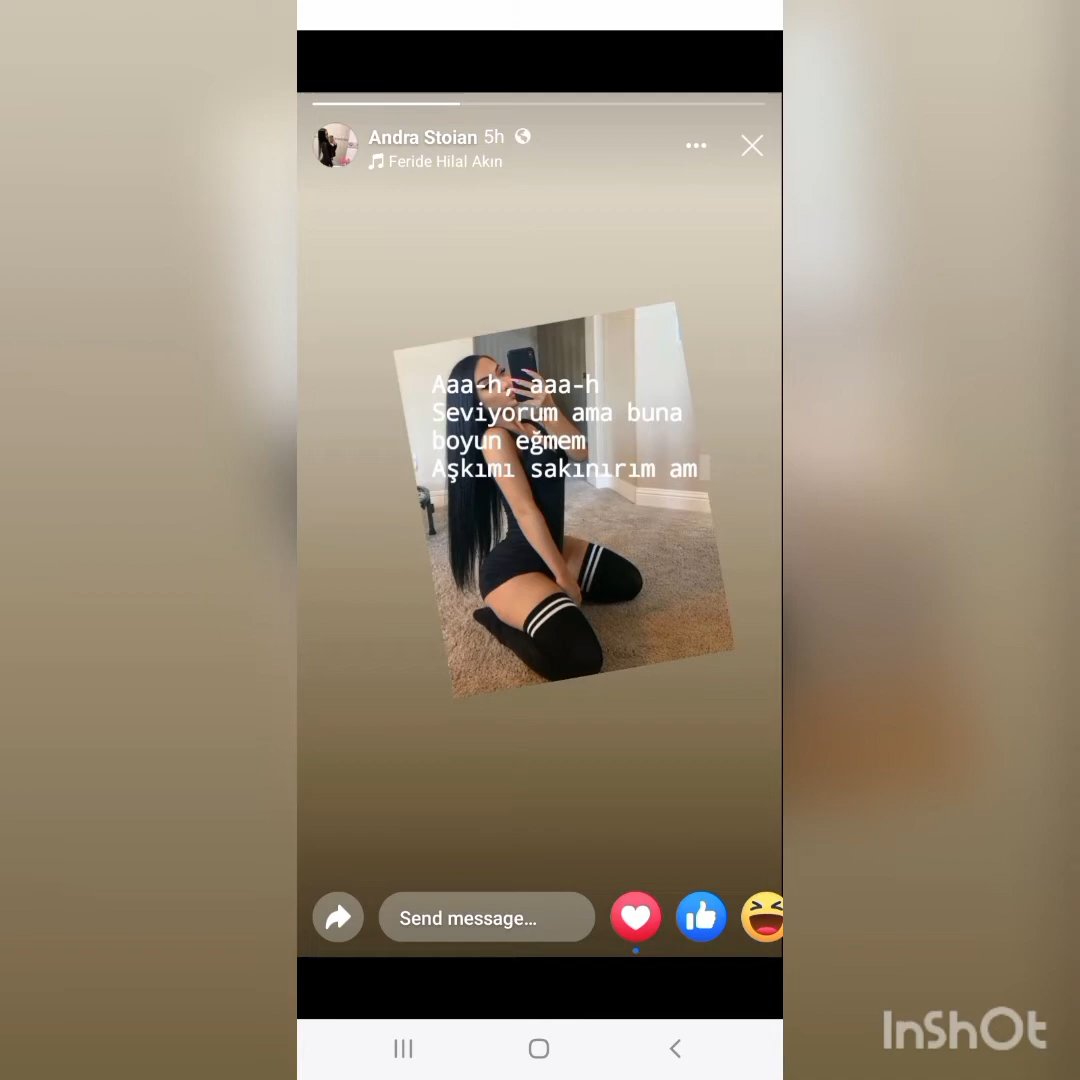 Andra Stoian 5h
Feride Hilal Akın
Aaa-h, aaa-h
Seviyorum ama buna
boyun eğmem
Aşkımı sakınırım am
Send message...
InShOt